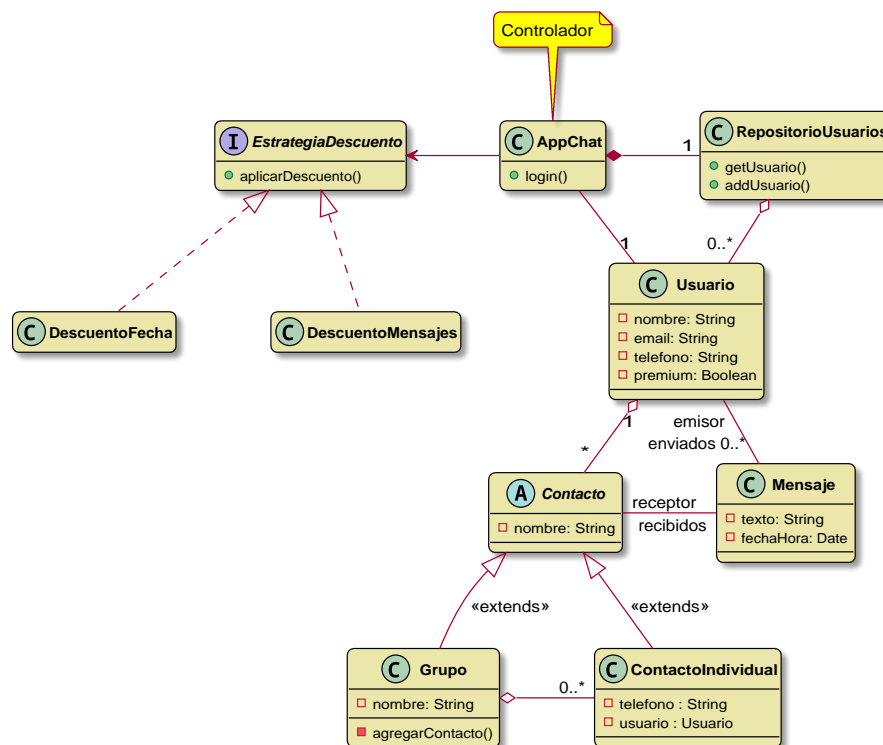 Controlador
I EstrategiaDescuento
aplicarDescuento()
C AppChat
login()
1
C RepositorioUsuarios
getUsuario()
addUsuario()
1
0..*
C DescuentoFecha
C DescuentoMensajes
C Usuario
nombre: String
email: String
telefono: String
premium: Boolean
1
*
emisor
enviados 0..*
A Contacto
nombre: String
receptor
recibidos
C Mensaje
texto: String
fechaHora: Date
«extends»
«extends»
C Grupo
nombre: String
agregarContacto()
0..*
C ContactoIndividual
telefono : String
usuario : Usuario